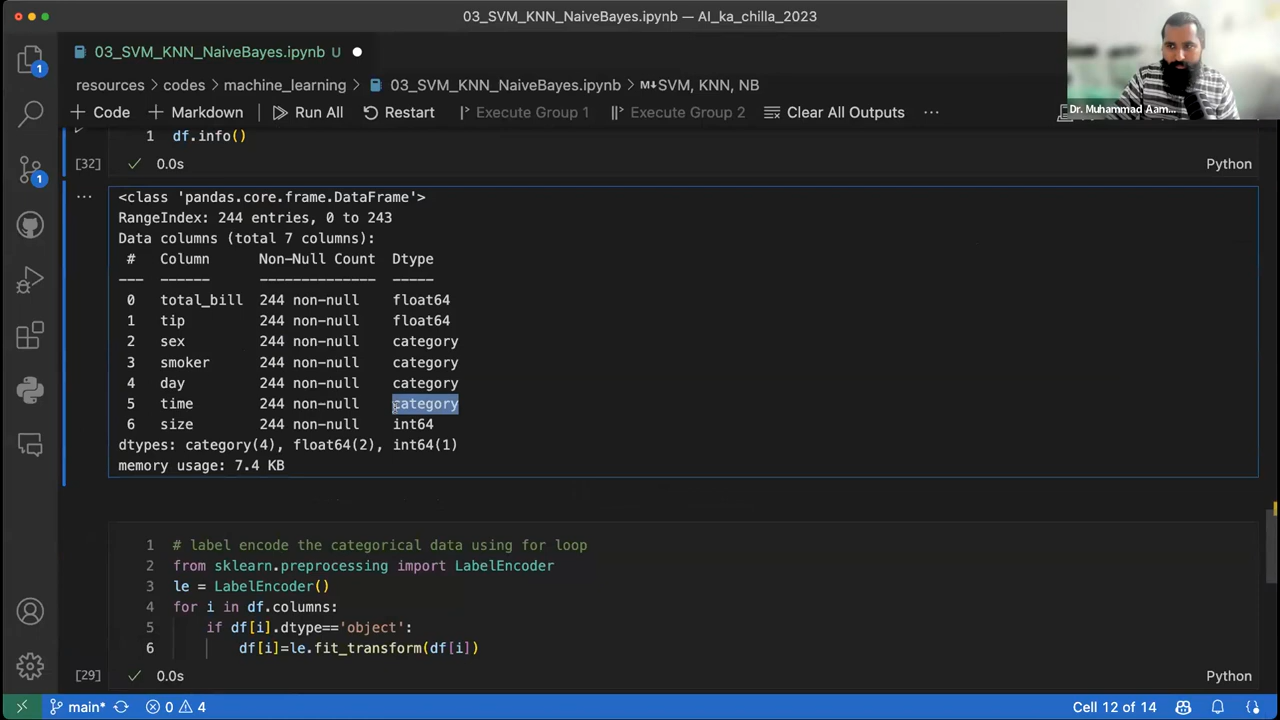 03_SVM_KNN_NaiveBayes.ipynb — AI_ka_chilla_2023
03_SVM_KNN_NaiveBayes.ipynb U
resources > codes > machine_learning > 03_SVM_KNN_NaiveBayes.ipynb > M↓SVM, KNN, NB
+ Code + Markdown Run All Restart Execute Group 1 Execute Group 2 Clear All Outputs ...
Dr. Muhammad Aam...
1 df.info()
[32] ✓ 0.0s Python
... <class 'pandas.core.frame.DataFrame'>
RangeIndex: 244 entries, 0 to 243
Data columns (total 7 columns):
# Column Non-Null Count Dtype
--- ------ -------------- -----
0 total_bill 244 non-null float64
1 tip 244 non-null float64
2 sex 244 non-null category
3 smoker 244 non-null category
4 day 244 non-null category
5 time 244 non-null category
6 size 244 non-null int64
dtypes: category(4), float64(2), int64(1)
memory usage: 7.4 KB
1 # label encode the categorical data using for loop
2 from sklearn.preprocessing import LabelEncoder
3 le = LabelEncoder()
4 for i in df.columns:
5 if df[i].dtype=='object':
6 df[i]=le.fit_transform(df[i])
[29] ✓ 0.0s Python
1
1
main* 0 4 Cell 12 of 14